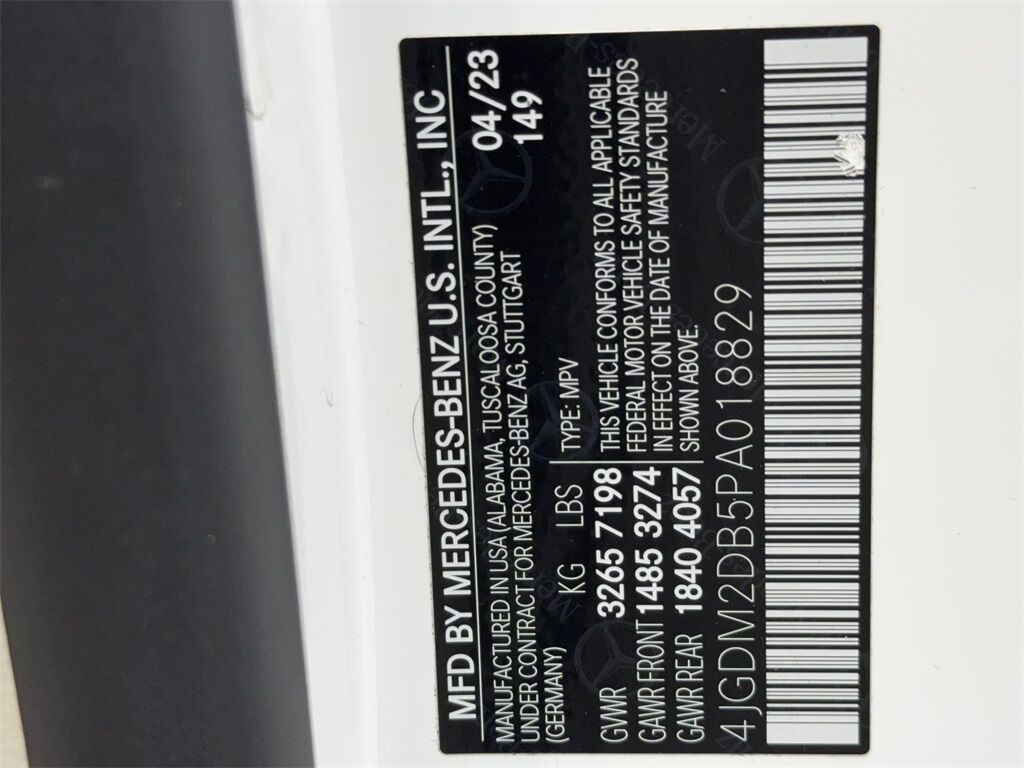 MFD BY MERCEDES-BENZ U.S. INTL., INC
MANUFACTURED IN USA (ALABAMA, TUSCALOOSA COUNTY) 04/23
UNDER CONTRACT FOR MERCEDES-BENZ AG, STUTTGART 149
(GERMANY)
KG LBS TYPE: MPV
GVWR 3265 7198
GAWR FRONT 1485 3274
GAWR REAR 1840 4057
THIS VEHICLE CONFORMS TO ALL APPLICABLE
FEDERAL MOTOR VEHICLE SAFETY STANDARDS
IN EFFECT ON THE DATE OF MANUFACTURE
SHOWN ABOVE.
4JGDM2DB5PA018829